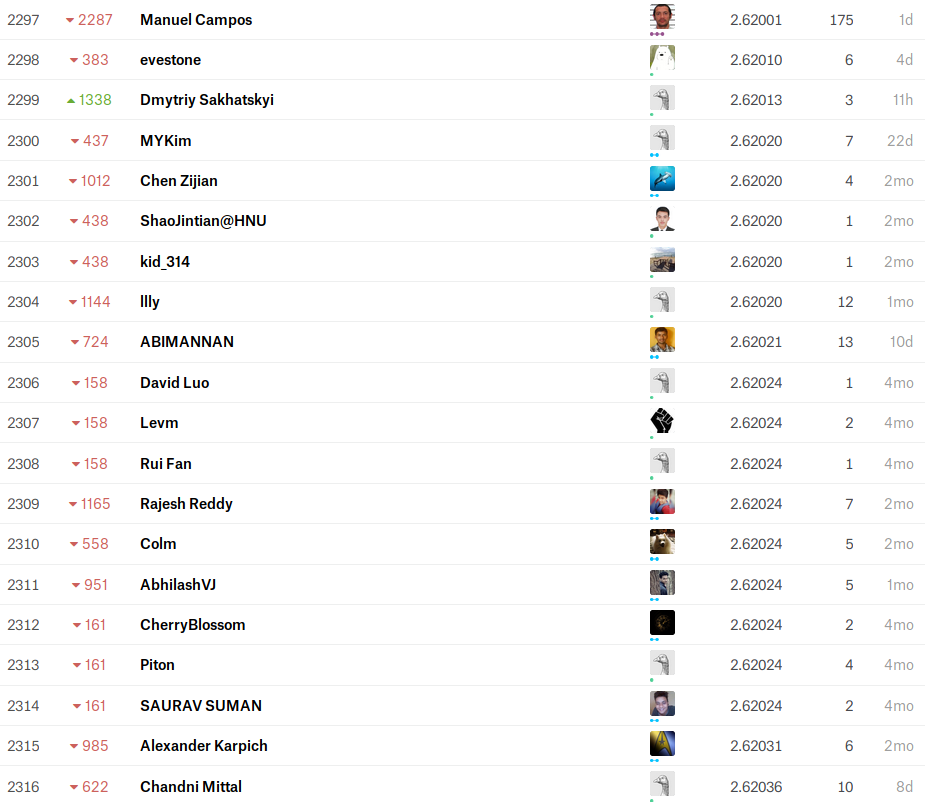 2297 2287 Manuel Campos 2.62001 175 1d
2298 383 evestone 2.62010 6 4d
2299 1338 Dmytriy Sakhatskyi 2.62013 3 11h
2300 437 MYKim 2.62020 7 22d
2301 1012 Chen Zijian 2.62020 4 2mo
2302 438 ShaoJintian@HNU 2.62020 1 2mo
2303 438 kid_314 2.62020 1 2mo
2304 1144 llly 2.62020 12 1mo
2305 724 ABIMANNAN 2.62021 13 10d
2306 158 David Luo 2.62024 1 4mo
2307 158 Levm 2.62024 2 4mo
2308 158 Rui Fan 2.62024 1 4mo
2309 1165 Rajesh Reddy 2.62024 7 2mo
2310 558 Colm 2.62024 5 2mo
2311 951 AbhilashVJ 2.62024 5 1mo
2312 161 CherryBlossom 2.62024 2 4mo
2313 161 Piton 2.62024 4 4mo
2314 161 SAURAV SUMAN 2.62024 2 4mo
2315 985 Alexander Karpich 2.62031 6 2mo
2316 622 Chandni Mittal 2.62036 10 8d